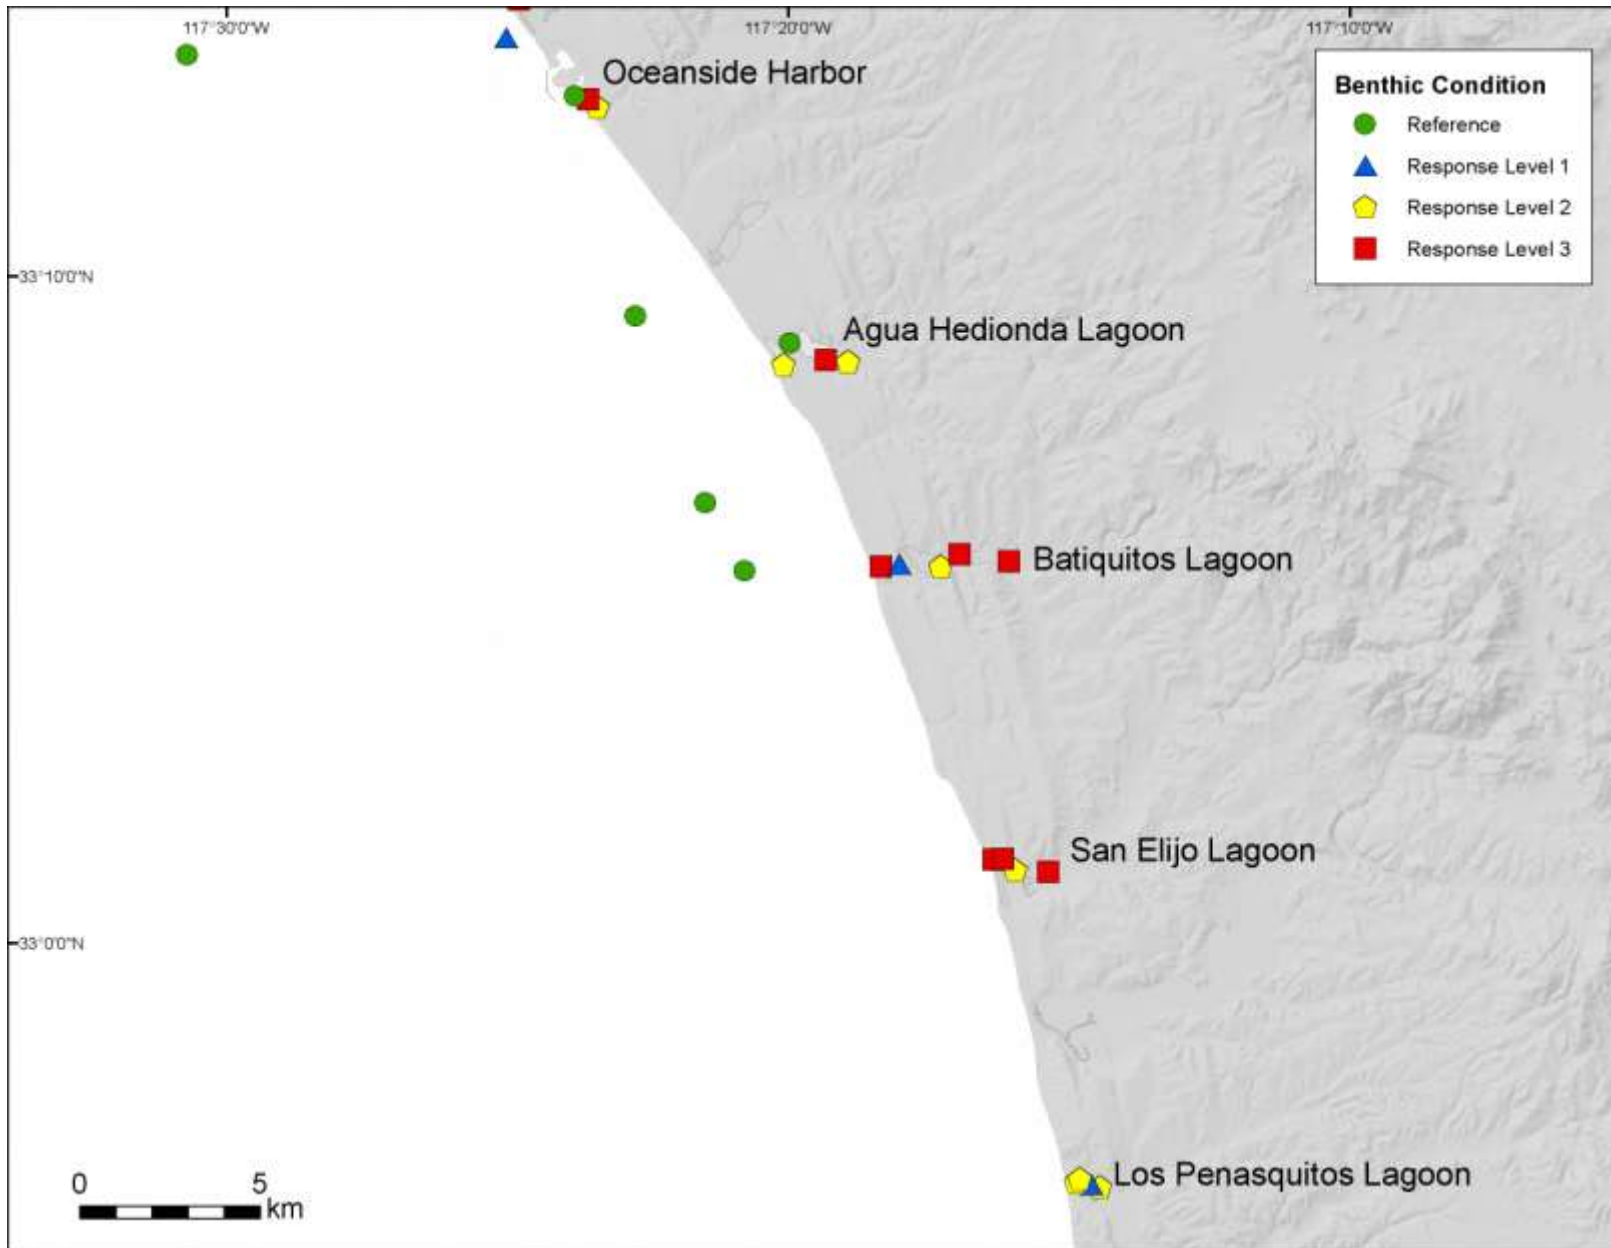 117°30'0"W
117°20'0"W
117°10'0"W
Oceanside Harbor
Benthic Condition
Reference
Response Level 1
Response Level 2
Response Level 3
33°10'0"N
Agua Hedionda Lagoon
Batiquitos Lagoon
San Elijo Lagoon
33°0'0"N
Los Penasquitos Lagoon
0 5
km